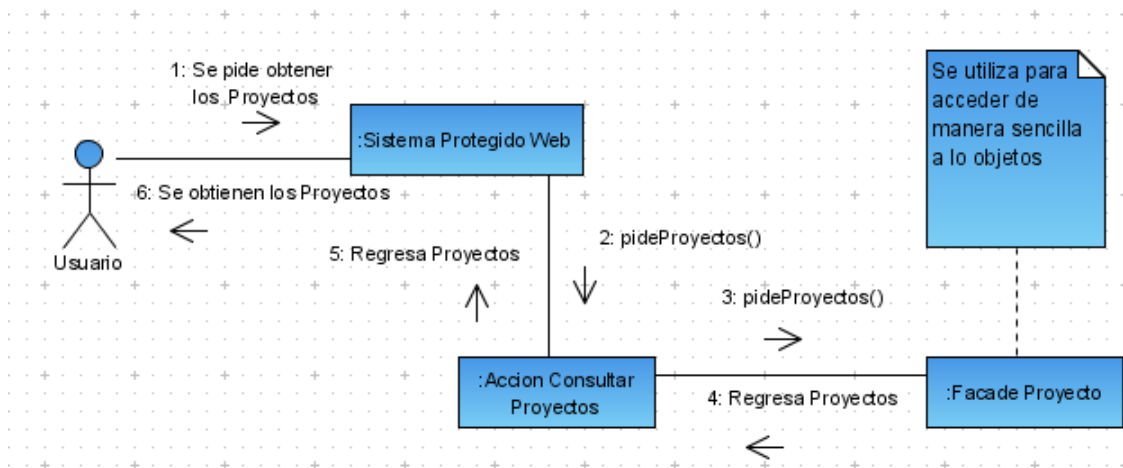 1: Se pide obtener
los Proyectos
:Sistema Protegido Web
Se utiliza para
acceder de
manera sencilla
a lo objetos
6: Se obtienen los Proyectos
Usuario
5: Regresa Proyectos
2: pideProyectos()
3: pideProyectos()
:Accion Consultar
Proyectos
4: Regresa Proyectos
:Facade Proyecto